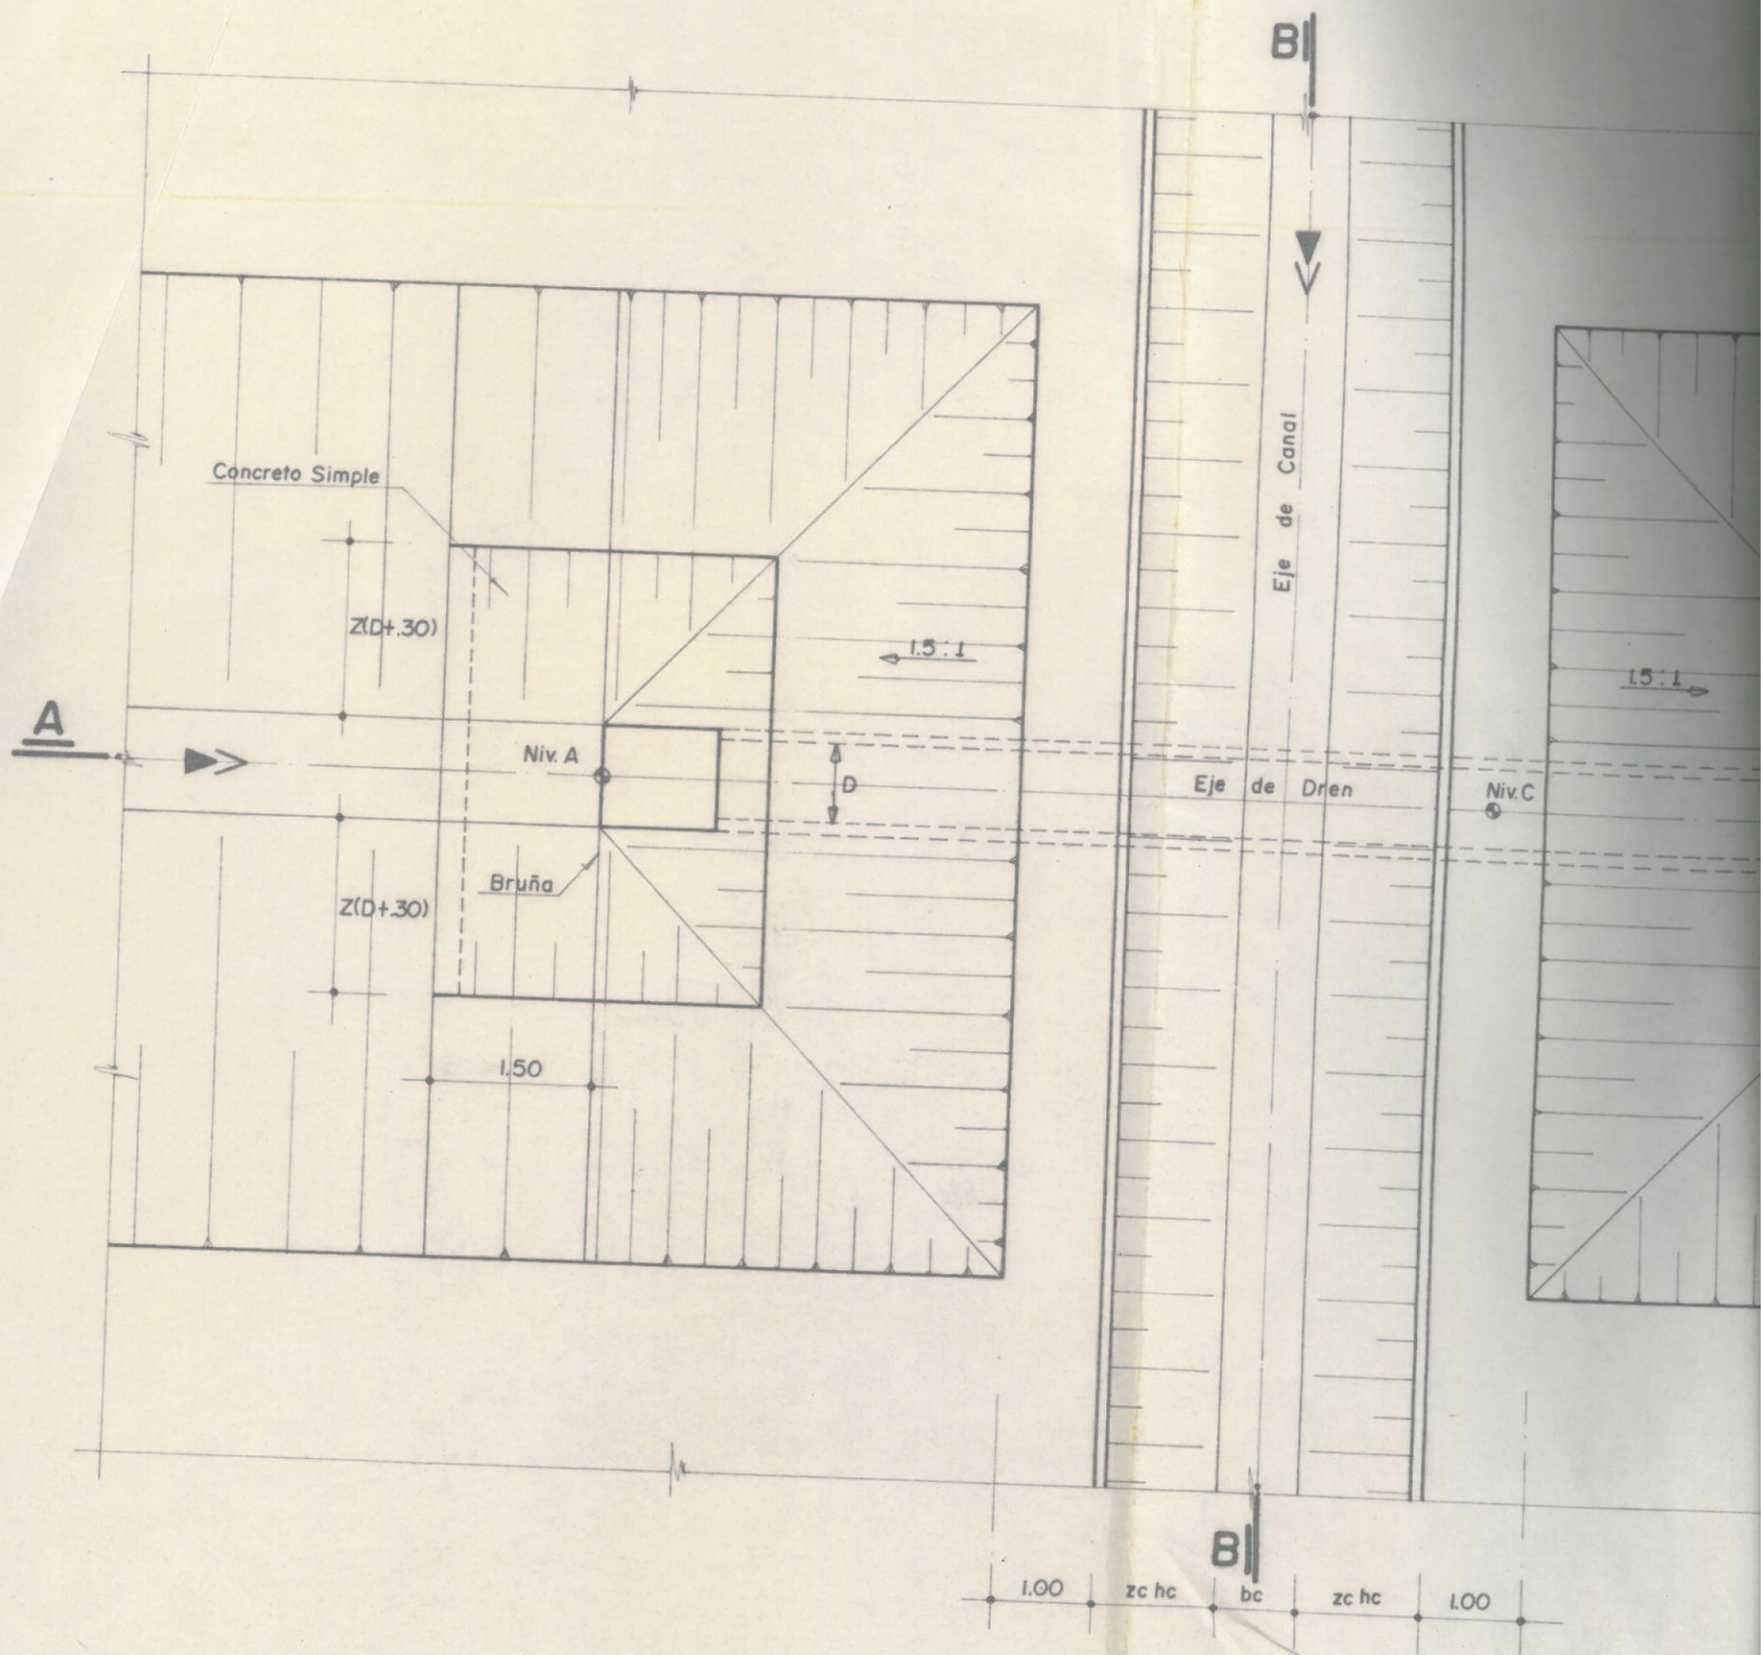 B
Concreto Simple
Eje de Canal
Z(D+.30)
1.5:1
1.5:1
A
Niv. A
D
Eje de Dren
Niv. C
Bruña
Z(D+.30)
1.50
B
1.00 zc hc bc zc hc 1.00